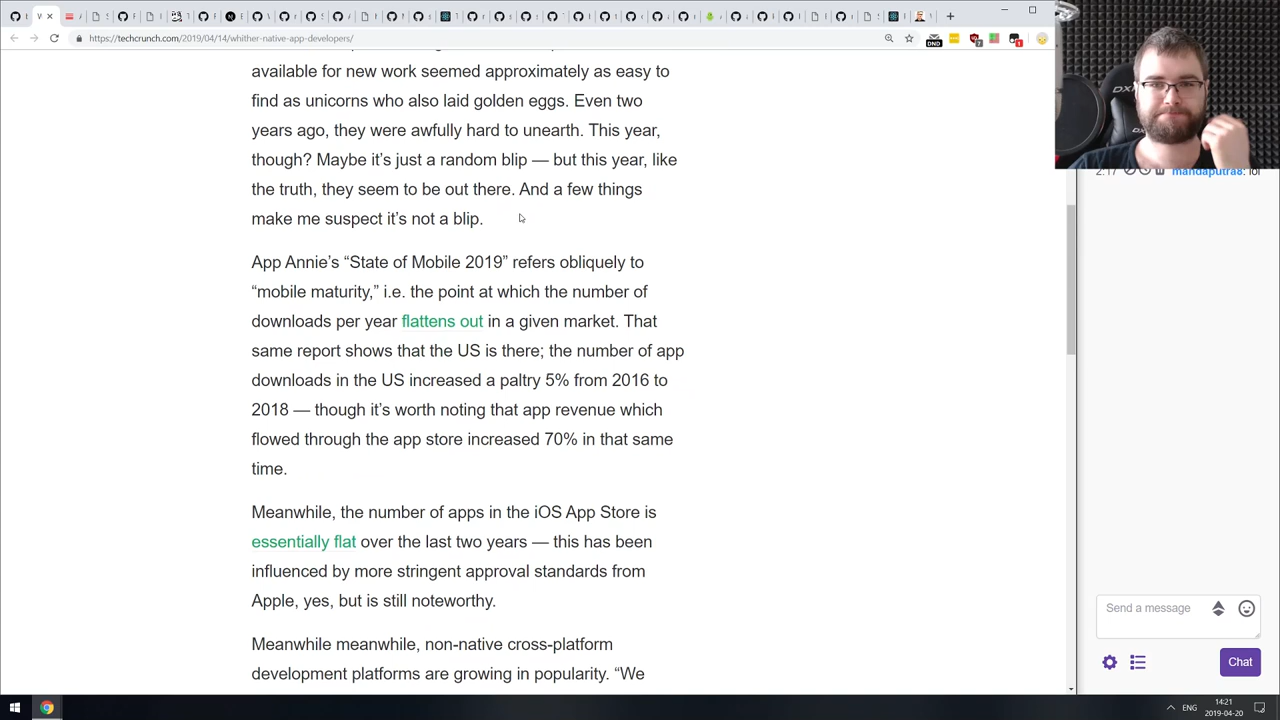 https://techcrunch.com/2019/04/14/whither-native-app-developers/
available for new work seemed approximately as easy to
find as unicorns who also laid golden eggs. Even two
years ago, they were awfully hard to unearth. This year,
though? Maybe it’s just a random blip — but this year, like
the truth, they seem to be out there. And a few things
make me suspect it’s not a blip.
App Annie’s “State of Mobile 2019” refers obliquely to
“mobile maturity,” i.e. the point at which the number of
downloads per year flattens out in a given market. That
same report shows that the US is there; the number of app
downloads in the US increased a paltry 5% from 2016 to
2018 — though it’s worth noting that app revenue which
flowed through the app store increased 70% in that same
time.
Meanwhile, the number of apps in the iOS App Store is
essentially flat over the last two years — this has been
influenced by more stringent approval standards from
Apple, yes, but is still noteworthy.
Meanwhile meanwhile, non-native cross-platform
development platforms are growing in popularity. “We
2:17 mandaputra8: lol
Send a message
Chat
ENG
14:21
2019-04-20